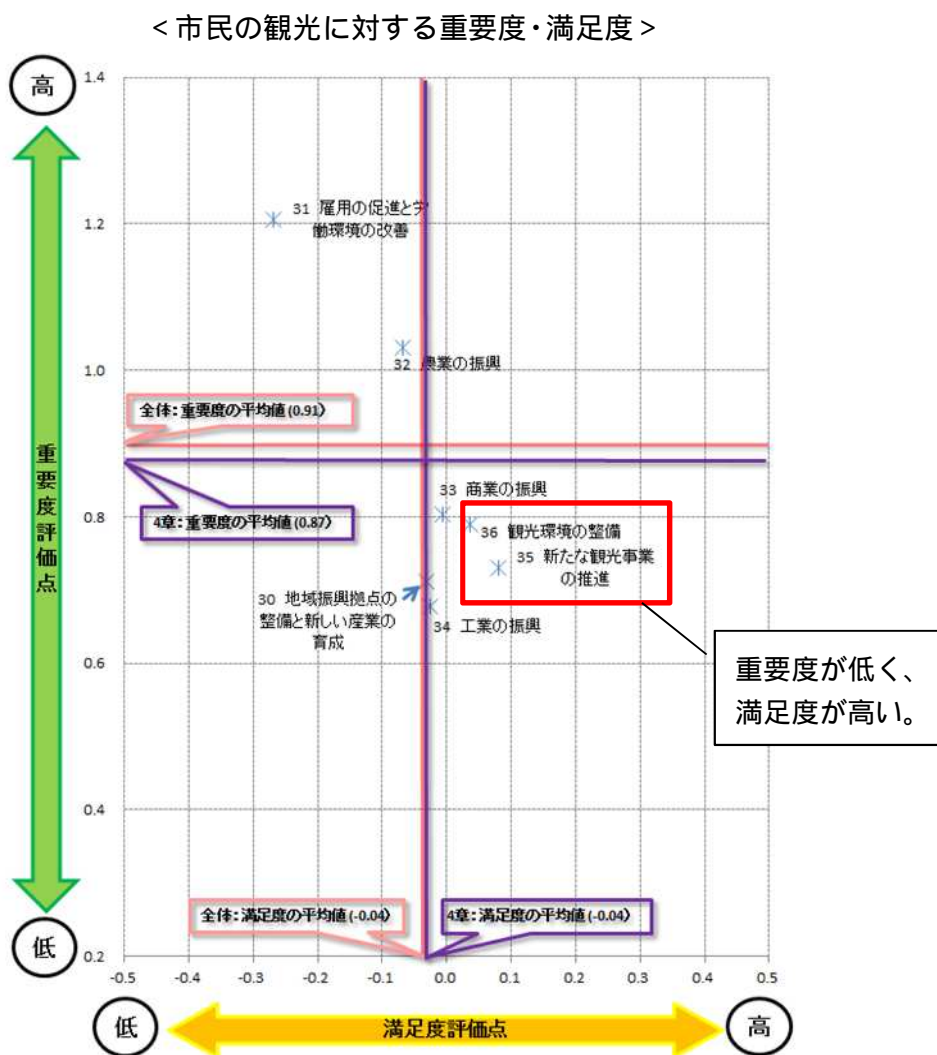 <市民の観光に対する重要度・満足度>
高
1.4
31 雇用の促進と労
働環境の改善
1.2
32 農業の振興
1.0
全体:重要度の平均値(0.91)
重要度評価点
33 商業の振興
4章:重要度の平均値(0.87)
0.8
36 観光環境の整備
35 新たな観光事業
の推進
30 地域振興拠点の
整備と新しい産業の
育成
34 工業の振興
0.6
重要度が低く、
満足度が高い。
0.4
全体:満足度の平均値(-0.04)
4章:満足度の平均値(-0.04)
低
0.2
-0.5 -0.4 -0.3 -0.2 -0.1 0.0 0.1 0.2 0.3 0.4 0.5
低 満足度評価点 高